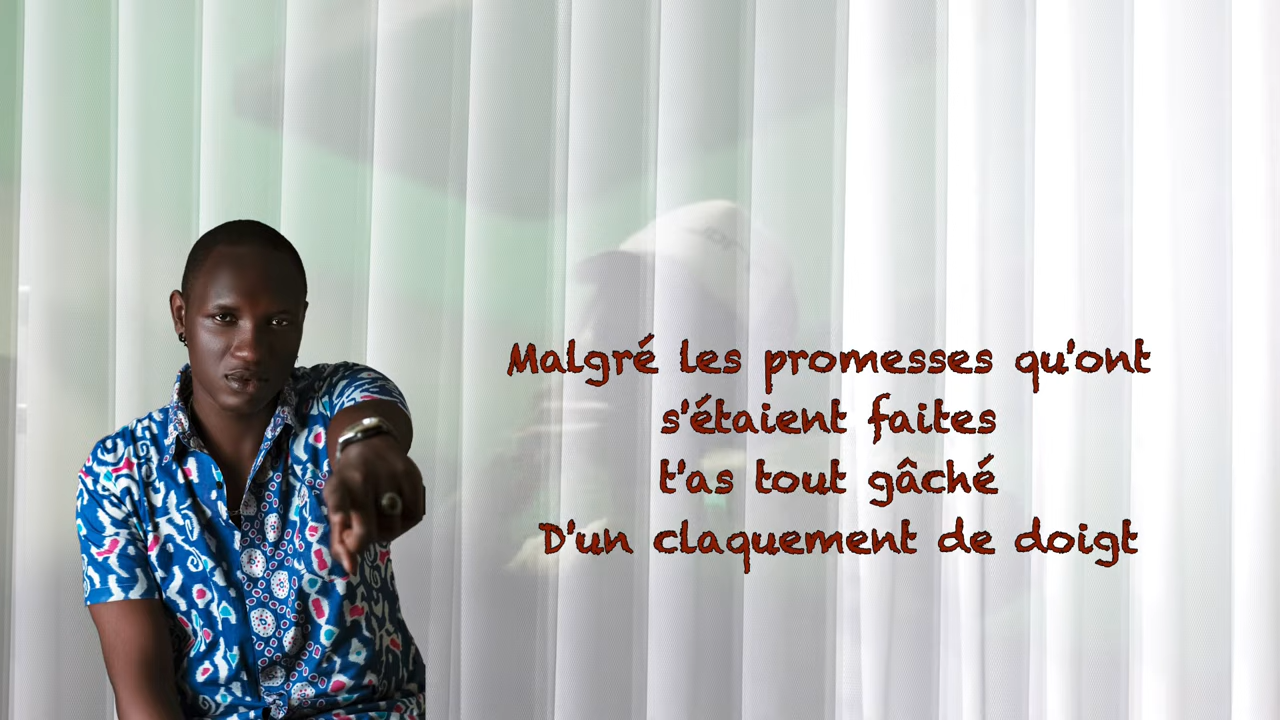 Malgré les promesses qu'ont
s'étaient faites
t'as tout gâché
D'un claquement de doigt